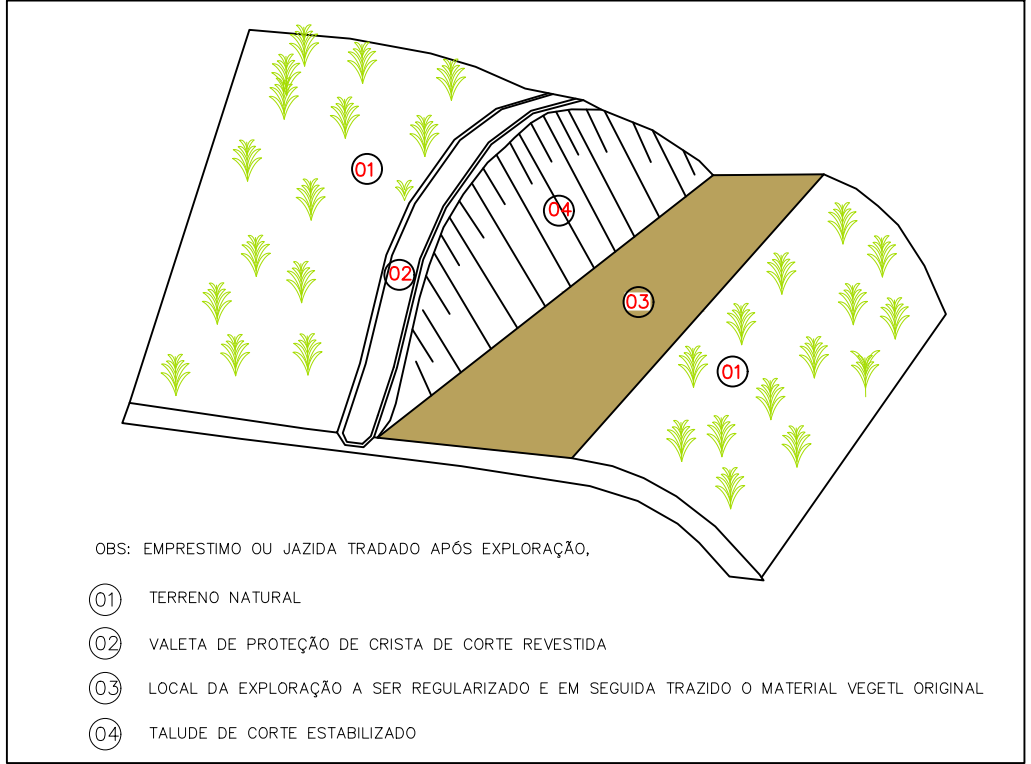 01
04
02
03
01
OBS: EMPRESTIMO OU JAZIDA TRADADO APÓS EXPLORAÇÃO,
01 TERRENO NATURAL
02 VALETA DE PROTEÇÃO DE CRISTA DE CORTE REVESTIDA
03 LOCAL DA EXPLORAÇÃO A SER REGULARIZADO E EM SEGUIDA TRAZIDO O MATERIAL VEGETL ORIGINAL
04 TALUDE DE CORTE ESTABILIZADO